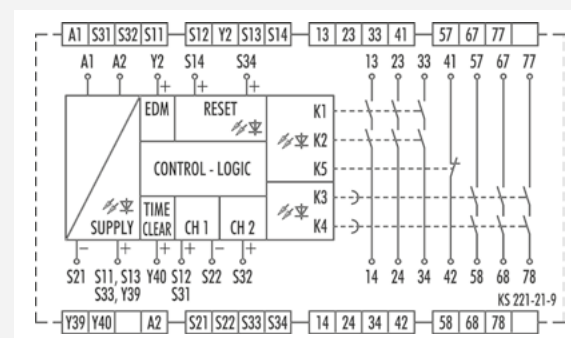 A1 S31 S32 S11 S12 Y2 S13 S14 13 23 33 41 57 67 77
A1 A2 Y2 S14 S34 13 23 33 41 57 67 77
+ +
EDM RESET K1
K2
CONTROL - LOGIC K5
K3
SUPPLY TIME CLEAR CH 1 CH 2 K4
− + + + − +
S21 S11, S13 S33, Y39 Y40 S12 S31 S22 S32 14 24 34 42 58 68 78
KS 221-21-9
Y39 Y40 A2 S21 S22 S33 S34 14 24 34 42 58 68 78